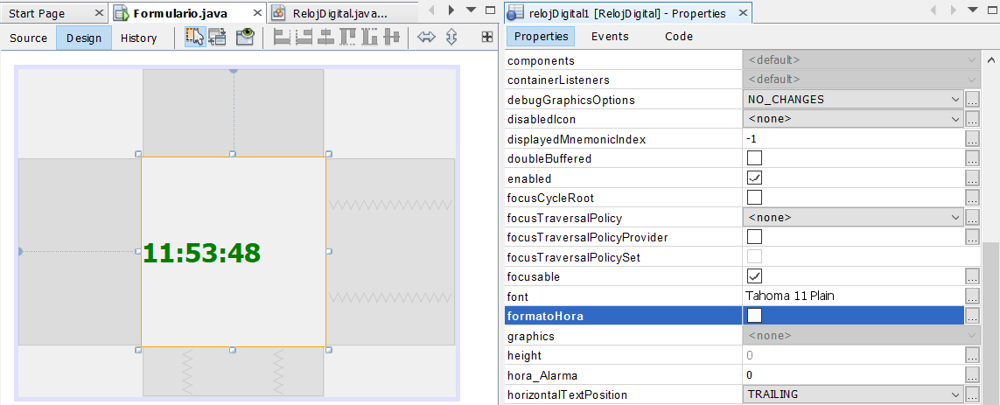 Start Page
Formulario.java
RelojDigital.java...
relojDigital1 [RelojDigital] - Properties
Source Design History
Properties Events Code
11:53:48
components <default>
containerListeners <default>
debugGraphicsOptions NO_CHANGES ...
disabledIcon <none> ...
displayedMnemonicIndex -1 ...
doubleBuffered ...
enabled ...
focusCycleRoot ...
focusTraversalPolicy <none> ...
focusTraversalPolicyProvider ...
focusTraversalPolicySet
focusable ...
font Tahoma 11 Plain ...
formatoHora ...
graphics <none>
height 0 ...
hora_Alarma 0 ...
horizontalTextPosition TRAILING ...